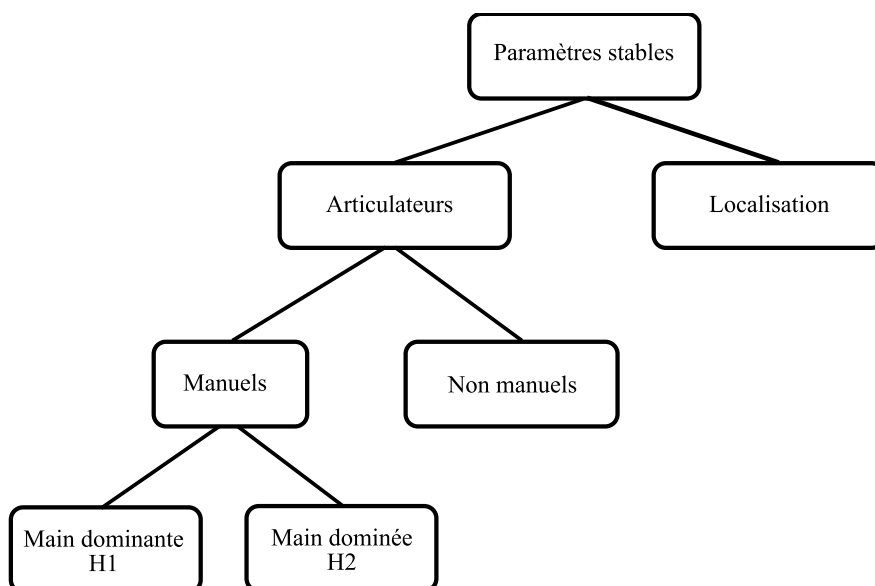 Paramètres stables
Articulateurs
Localisation
Manuels
Non manuels
Main dominante
H1
Main dominée
H2